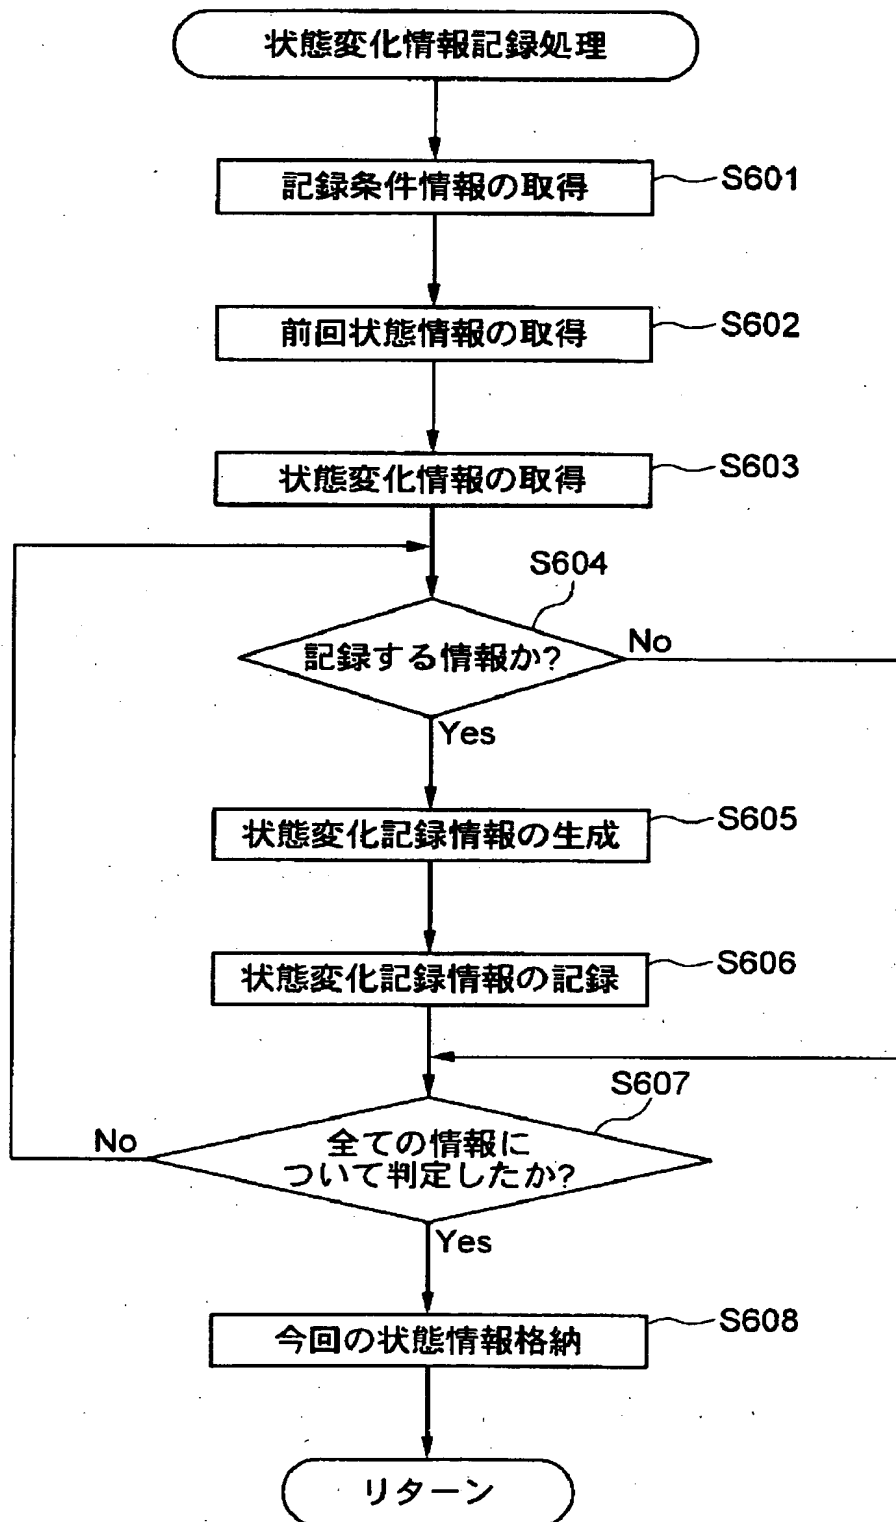 状態変化情報記録処理
記録条件情報の取得
S601
前回状態情報の取得
S602
状態変化情報の取得
S603
S604
記録する情報か?
No
Yes
状態変化記録情報の生成
S605
状態変化記録情報の記録
S606
S607
No
全ての情報に
ついて判定したか?
Yes
今回の状態情報格納
S608
リターン